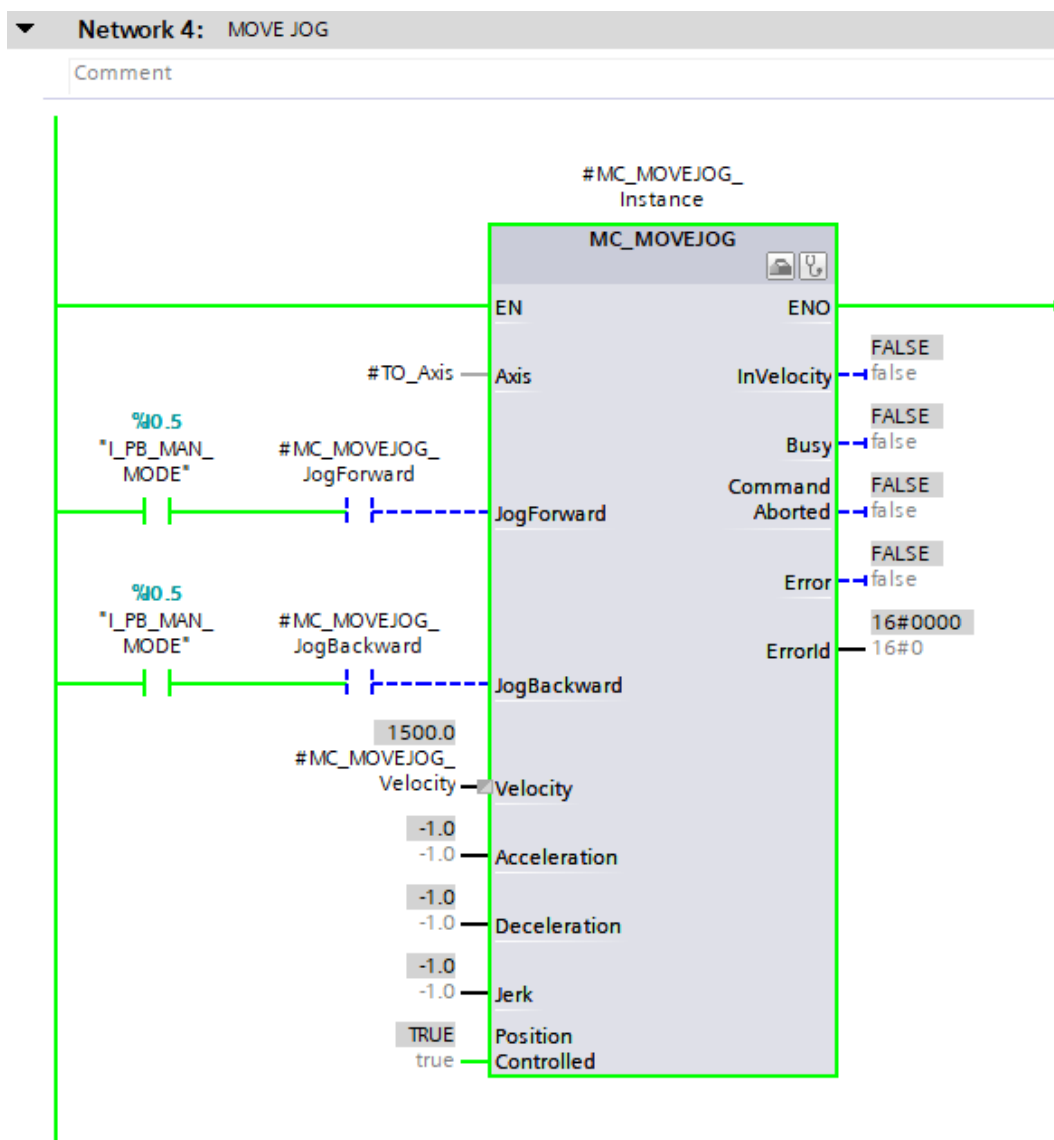 Network 4: MOVE JOG
Comment
#MC_MOVEJOG_
Instance
MC_MOVEJOG
EN
ENO
#TO_Axis
Axis
InVelocity
FALSE
false
Busy
FALSE
false
%I0.5
"I_PB_MAN_
MODE"
#MC_MOVEJOG_
JogForward
JogForward
Command
Aborted
FALSE
false
Error
FALSE
false
%I0.5
"I_PB_MAN_
MODE"
#MC_MOVEJOG_
JogBackward
JogBackward
ErrorId
16#0000
16#0
1500.0
#MC_MOVEJOG_
Velocity
Velocity
-1.0
-1.0
Acceleration
-1.0
-1.0
Deceleration
-1.0
-1.0
Jerk
TRUE
true
Position
Controlled